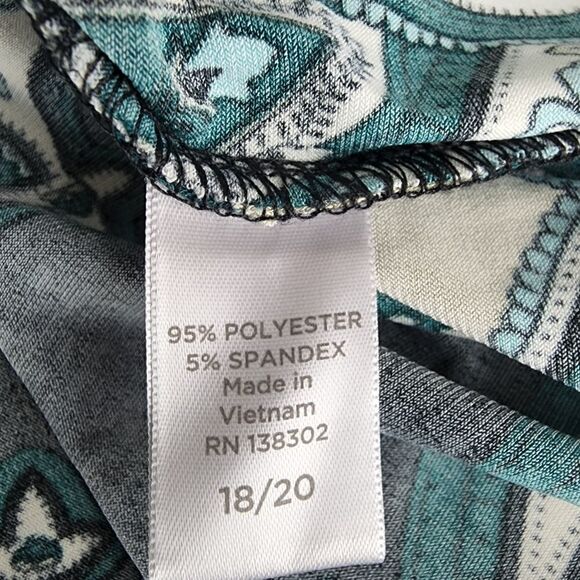 95% POLYESTER
5% SPANDEX
Made in
Vietnam
RN 138302
18/20